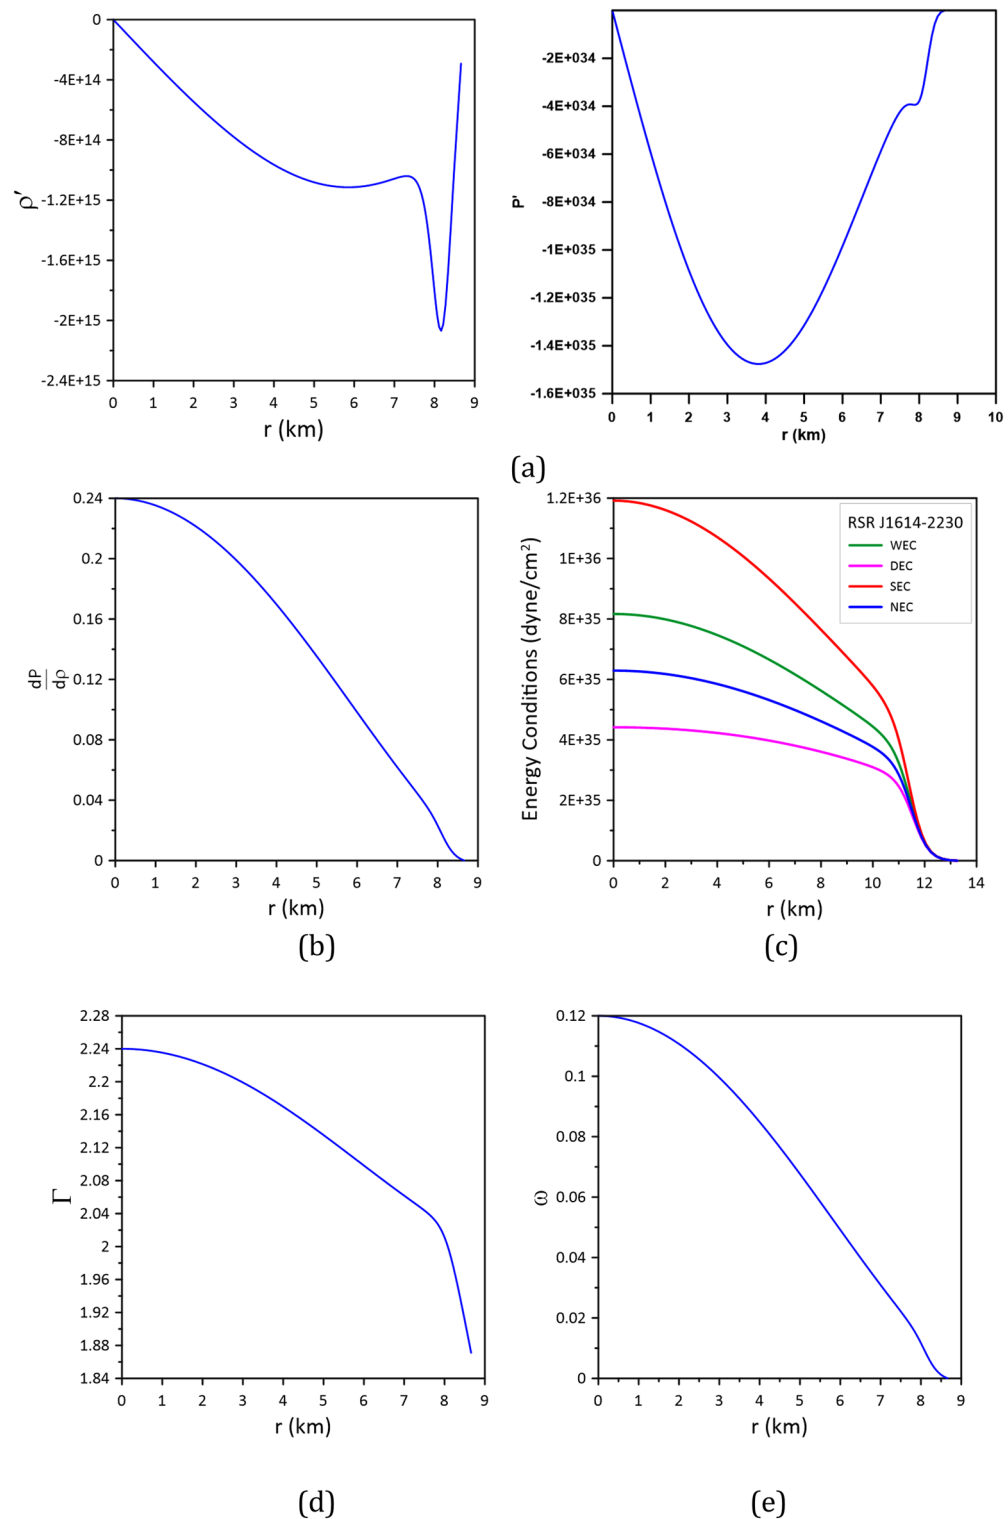 0
-4E+14
-8E+14
-1.2E+15
-1.6E+15
-2E+15
-2.4E+15
ρ′
0 1 2 3 4 5 6 7 8 9
r (km)
-2E+034
-4E+034
-6E+034
-8E+034
-1E+035
-1.2E+035
-1.4E+035
-1.6E+035
P'
0 1 2 3 4 5 6 7 8 9 10
r (km)
(a)
0.24
0.2
0.16
0.12
0.08
0.04
0
dP
dρ
0 1 2 3 4 5 6 7 8 9
r (km)
(b)
1.2E+36
1E+36
8E+35
6E+35
4E+35
2E+35
0
Energy Conditions (dyne/cm²)
RSR J1614-2230
WEC
DEC
SEC
NEC
0 2 4 6 8 10 12 14
r (km)
(c)
2.28
2.24
2.2
2.16
2.12
2.08
2.04
2
1.96
1.92
1.88
1.84
Γ
0 1 2 3 4 5 6 7 8 9
r (km)
(d)
0.12
0.1
0.08
0.06
0.04
0.02
0
ω
0 1 2 3 4 5 6 7 8 9
r (km)
(e)